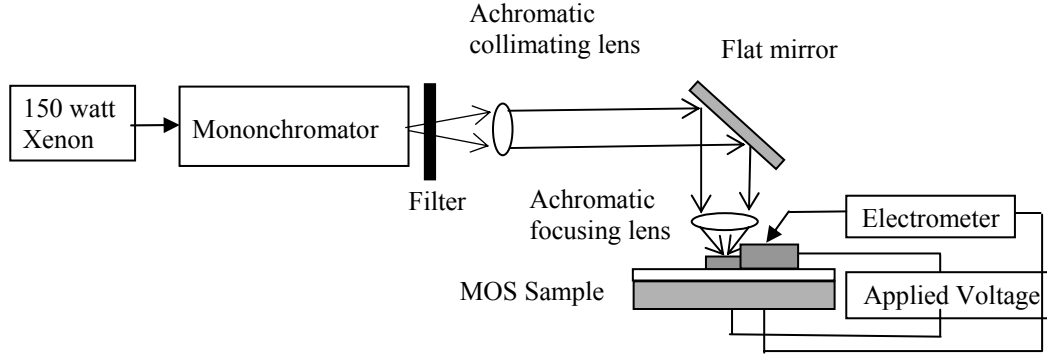 Achromatic
collimating lens
Flat mirror
150 watt
Xenon
Mononchromator
Filter
Achromatic
focusing lens
Electrometer
MOS Sample
Applied Voltage